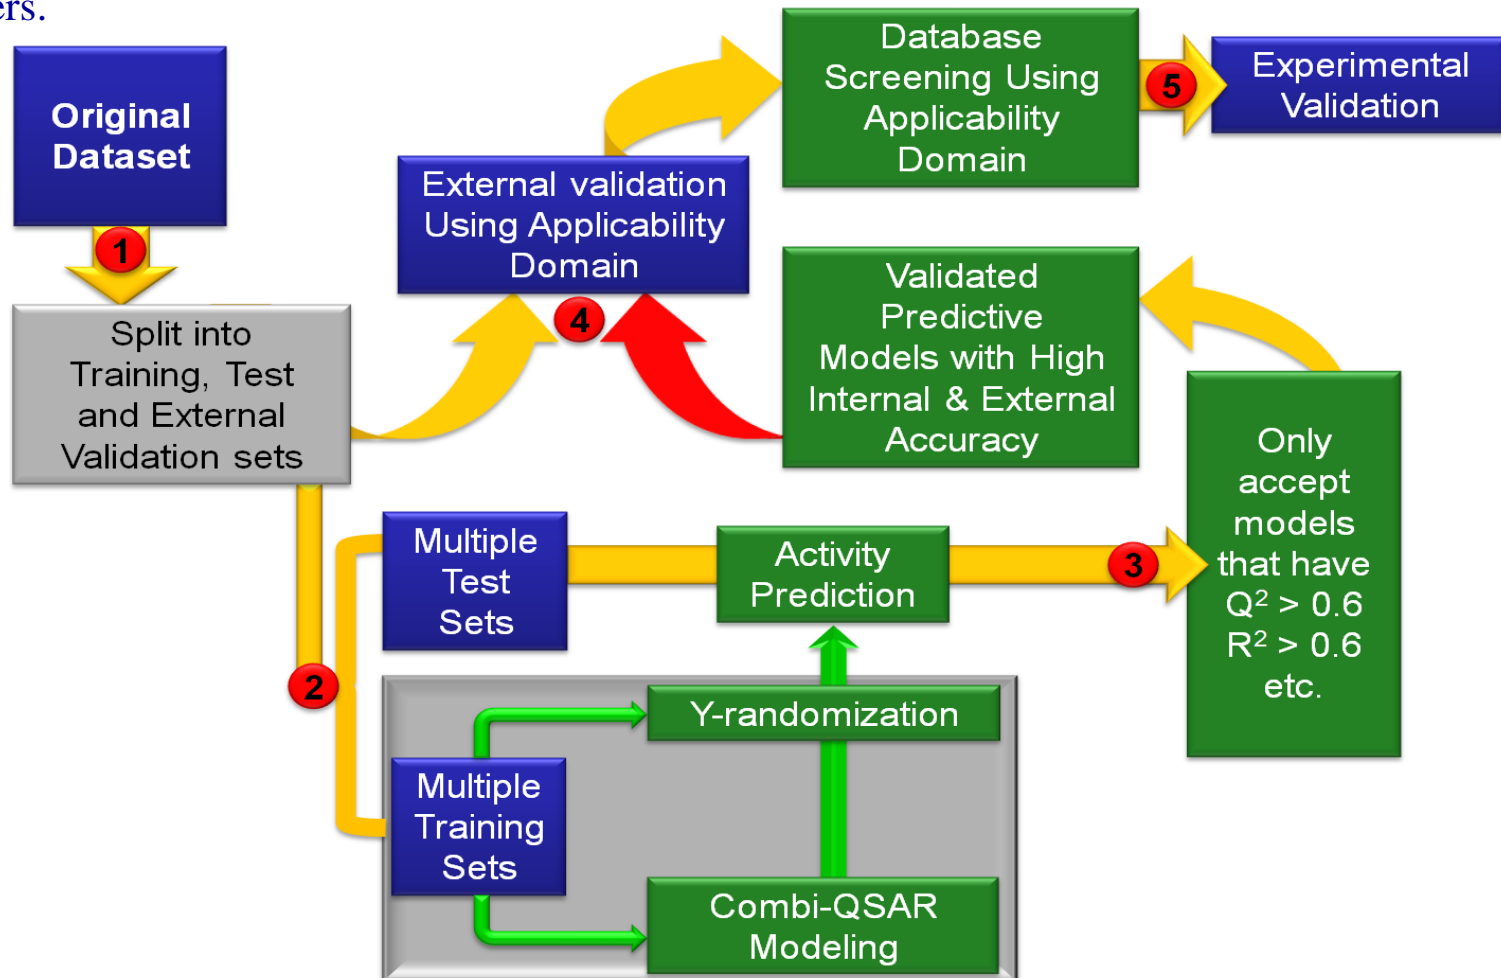 ers.
Original
Dataset
1
Split into
Training, Test
and External
Validation sets
2
Multiple
Test
Sets
Multiple
Training
Sets
Y-randomization
Combi-QSAR
Modeling
Activity
Prediction
3
Only
accept
models
that have
Q² > 0.6
R² > 0.6
etc.
Validated
Predictive
Models with High
Internal & External
Accuracy
4
External validation
Using Applicability
Domain
Database
Screening Using
Applicability
Domain
5
Experimental
Validation